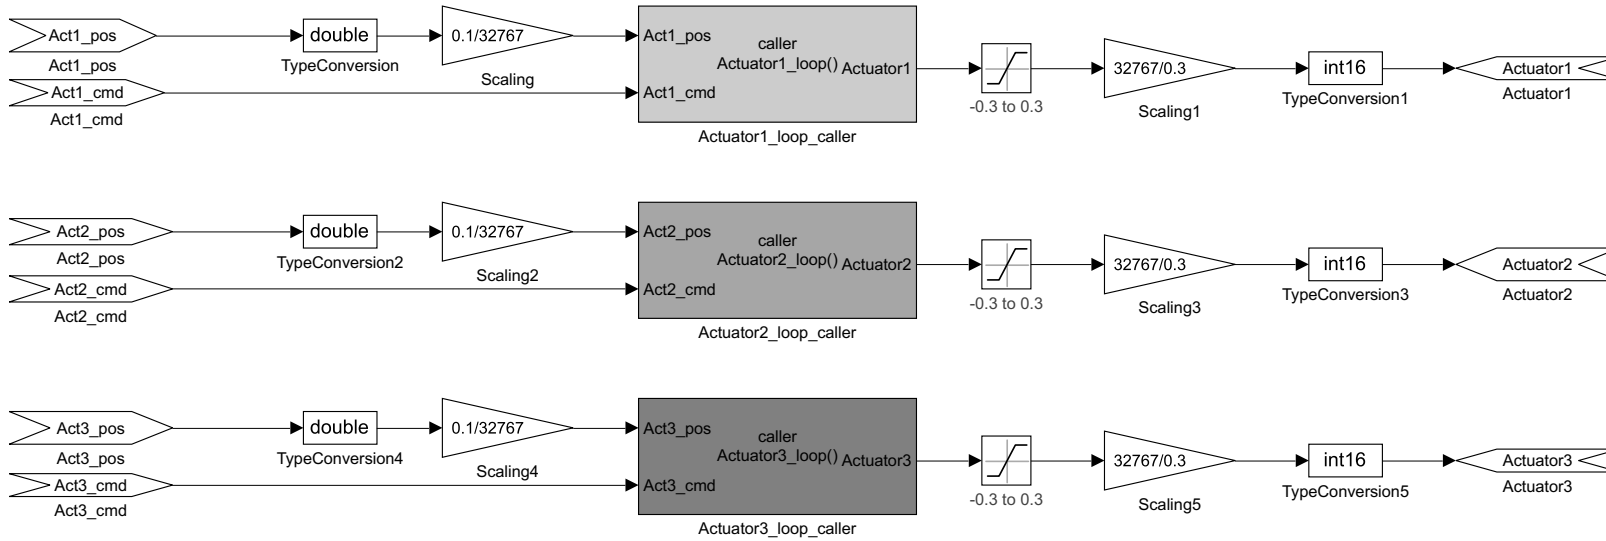 Act1_pos
Act1_pos
double
TypeConversion
0.1/32767
Scaling
Act1_cmd
Act1_cmd
Act1_pos
caller
Actuator1_loop()
Actuator1
Act1_cmd
Actuator1_loop_caller
-0.3 to 0.3
32767/0.3
Scaling1
int16
TypeConversion1
Actuator1
Actuator1
Act2_pos
Act2_pos
double
TypeConversion2
0.1/32767
Scaling2
Act2_cmd
Act2_cmd
Act2_pos
caller
Actuator2_loop()
Actuator2
Act2_cmd
Actuator2_loop_caller
-0.3 to 0.3
32767/0.3
Scaling3
int16
TypeConversion3
Actuator2
Actuator2
Act3_pos
Act3_pos
double
TypeConversion4
0.1/32767
Scaling4
Act3_cmd
Act3_cmd
Act3_pos
caller
Actuator3_loop()
Actuator3
Act3_cmd
Actuator3_loop_caller
-0.3 to 0.3
32767/0.3
Scaling5
int16
TypeConversion5
Actuator3
Actuator3